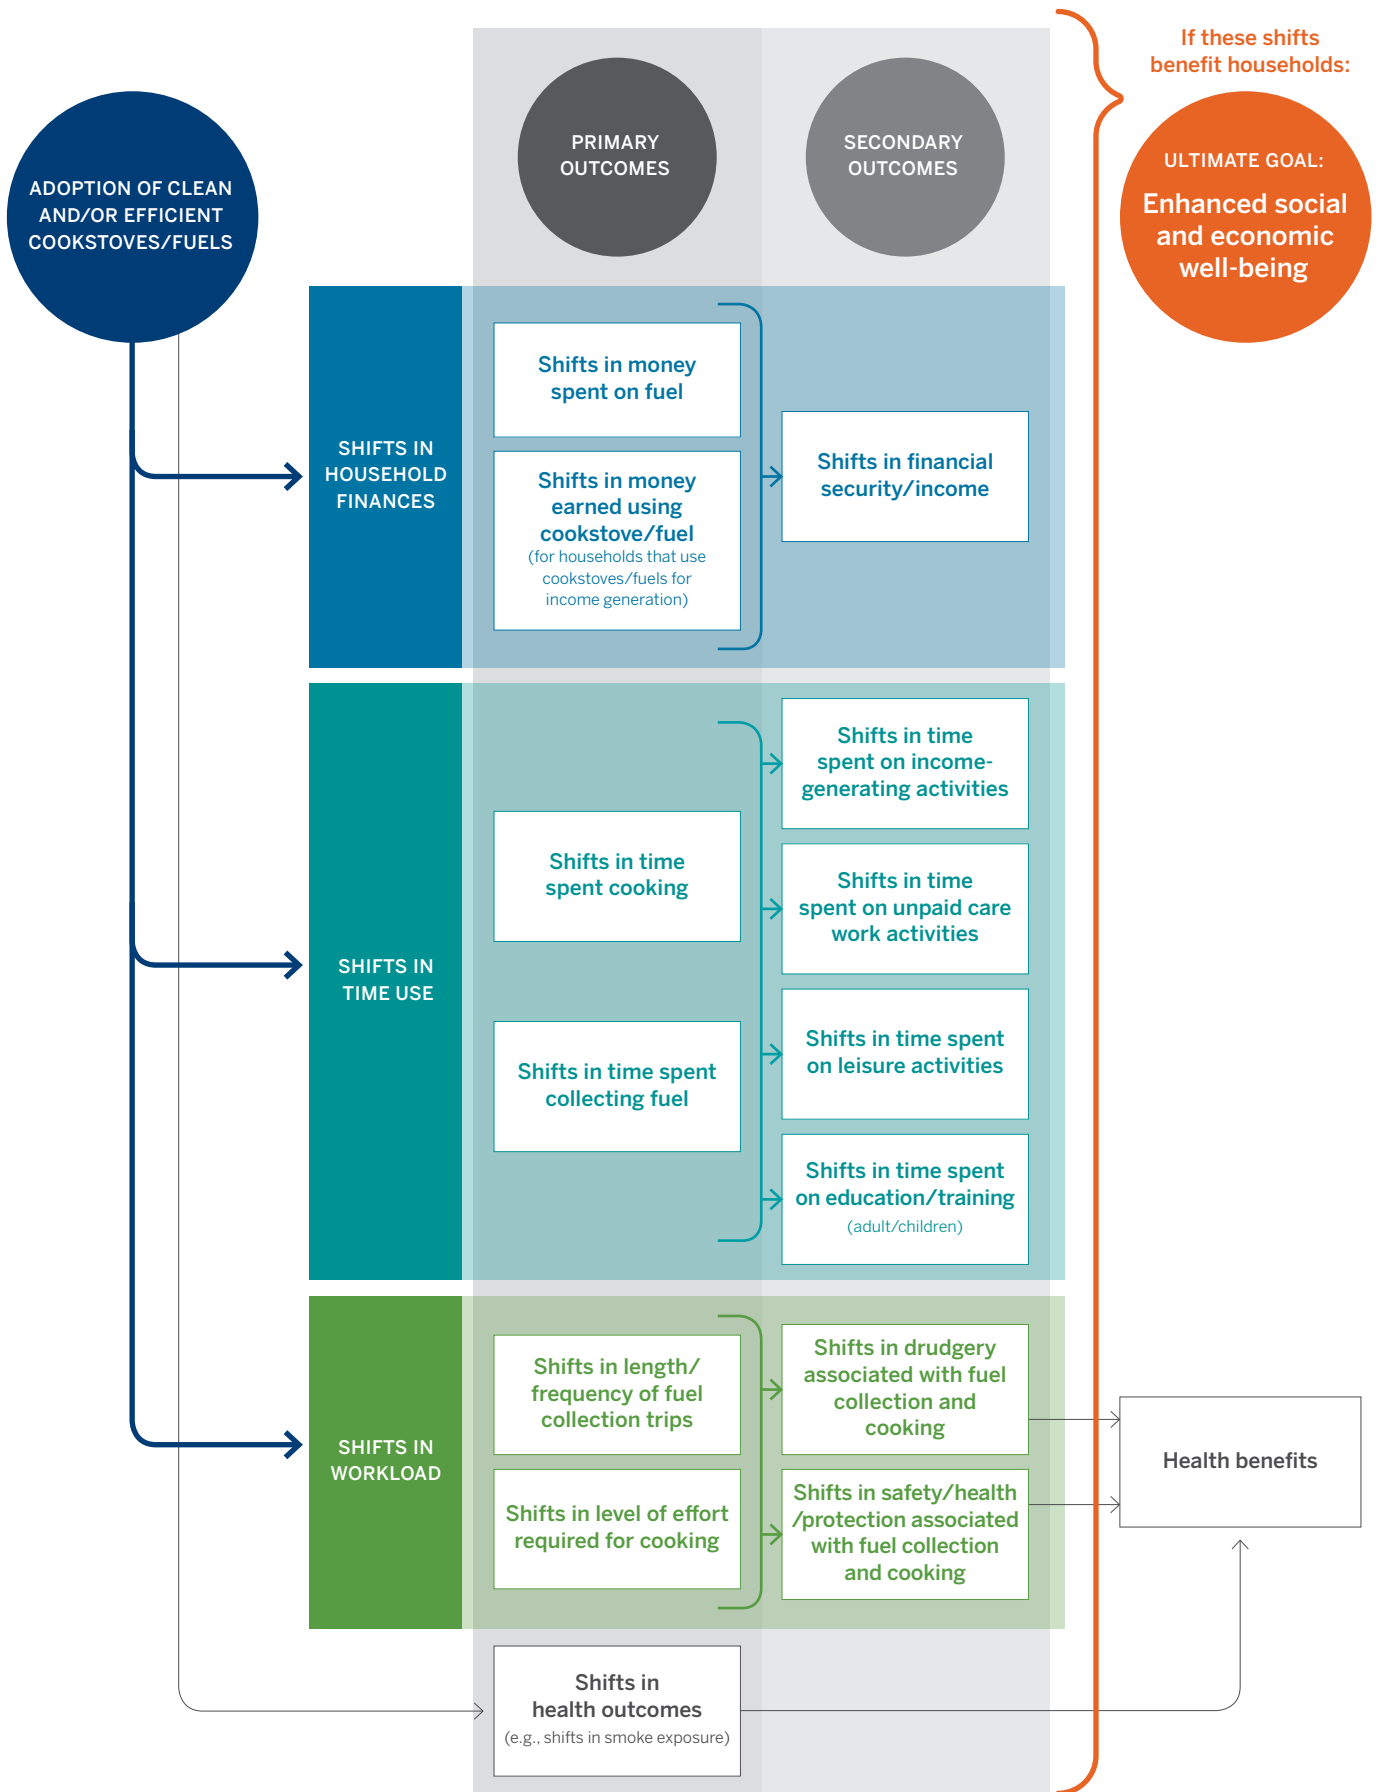 ADOPTION OF CLEAN
AND/OR EFFICIENT
COOKSTOVES/FUELS
PRIMARY
OUTCOMES
SECONDARY
OUTCOMES
If these shifts
benefit households:
ULTIMATE GOAL:
Enhanced social
and economic
well-being
SHIFTS IN
HOUSEHOLD
FINANCES
Shifts in money
spent on fuel
Shifts in money
earned using
cookstove/fuel
(for households that use
cookstoves/fuels for
income generation)
Shifts in financial
security/income
SHIFTS IN
TIME USE
Shifts in time
spent cooking
Shifts in time spent
collecting fuel
Shifts in time
spent on income-
generating activities
Shifts in time
spent on unpaid care
work activities
Shifts in time spent
on leisure activities
Shifts in time spent
on education/training
(adult/children)
SHIFTS IN
WORKLOAD
Shifts in length/
frequency of fuel
collection trips
Shifts in level of effort
required for cooking
Shifts in drudgery
associated with fuel
collection and
cooking
Shifts in safety/health
/protection associated
with fuel collection
and cooking
Health benefits
Shifts in
health outcomes
(e.g., shifts in smoke exposure)